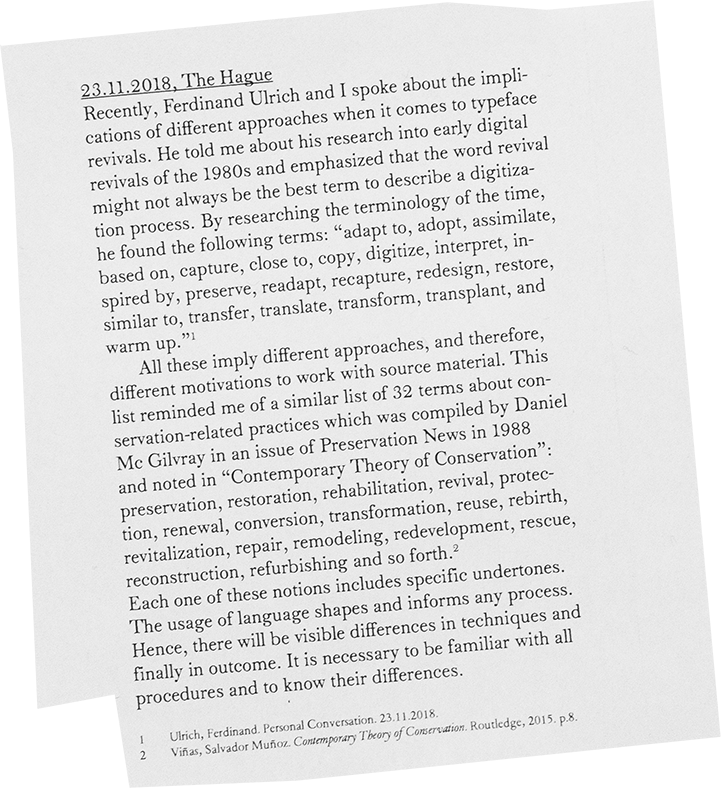 23.11.2018, The Hague
Recently, Ferdinand Ulrich and I spoke about the impli-
cations of different approaches when it comes to typeface
revivals. He told me about his research into early digital
revivals of the 1980s and emphasized that the word revival
might not always be the best term to describe a digitiza-
tion process. By researching the terminology of the time,
he found the following terms: “adapt to, adopt, assimilate,
based on, capture, close to, copy, digitize, interpret, in-
spired by, preserve, readapt, recapture, redesign, restore,
similar to, transfer, translate, transform, transplant, and
warm up.”1
All these imply different approaches, and therefore,
different motivations to work with source material. This
list reminded me of a similar list of 32 terms about con-
servation-related practices which was compiled by Daniel
Mc Gilvray in an issue of Preservation News in 1988
and noted in “Contemporary Theory of Conservation”:
preservation, restoration, rehabilitation, revival, protec-
tion, renewal, conversion, transformation, reuse, rebirth,
revitalization, repair, remodeling, redevelopment, rescue,
reconstruction, refurbishing and so forth.2
Each one of these notions includes specific undertones.
The usage of language shapes and informs any process.
Hence, there will be visible differences in techniques and
finally in outcome. It is necessary to be familiar with all
procedures and to know their differences.
1 Ulrich, Ferdinand. Personal Conversation. 23.11.2018.
2 Viñas, Salvador Muñoz. Contemporary Theory of Conservation. Routledge, 2015. p.8.